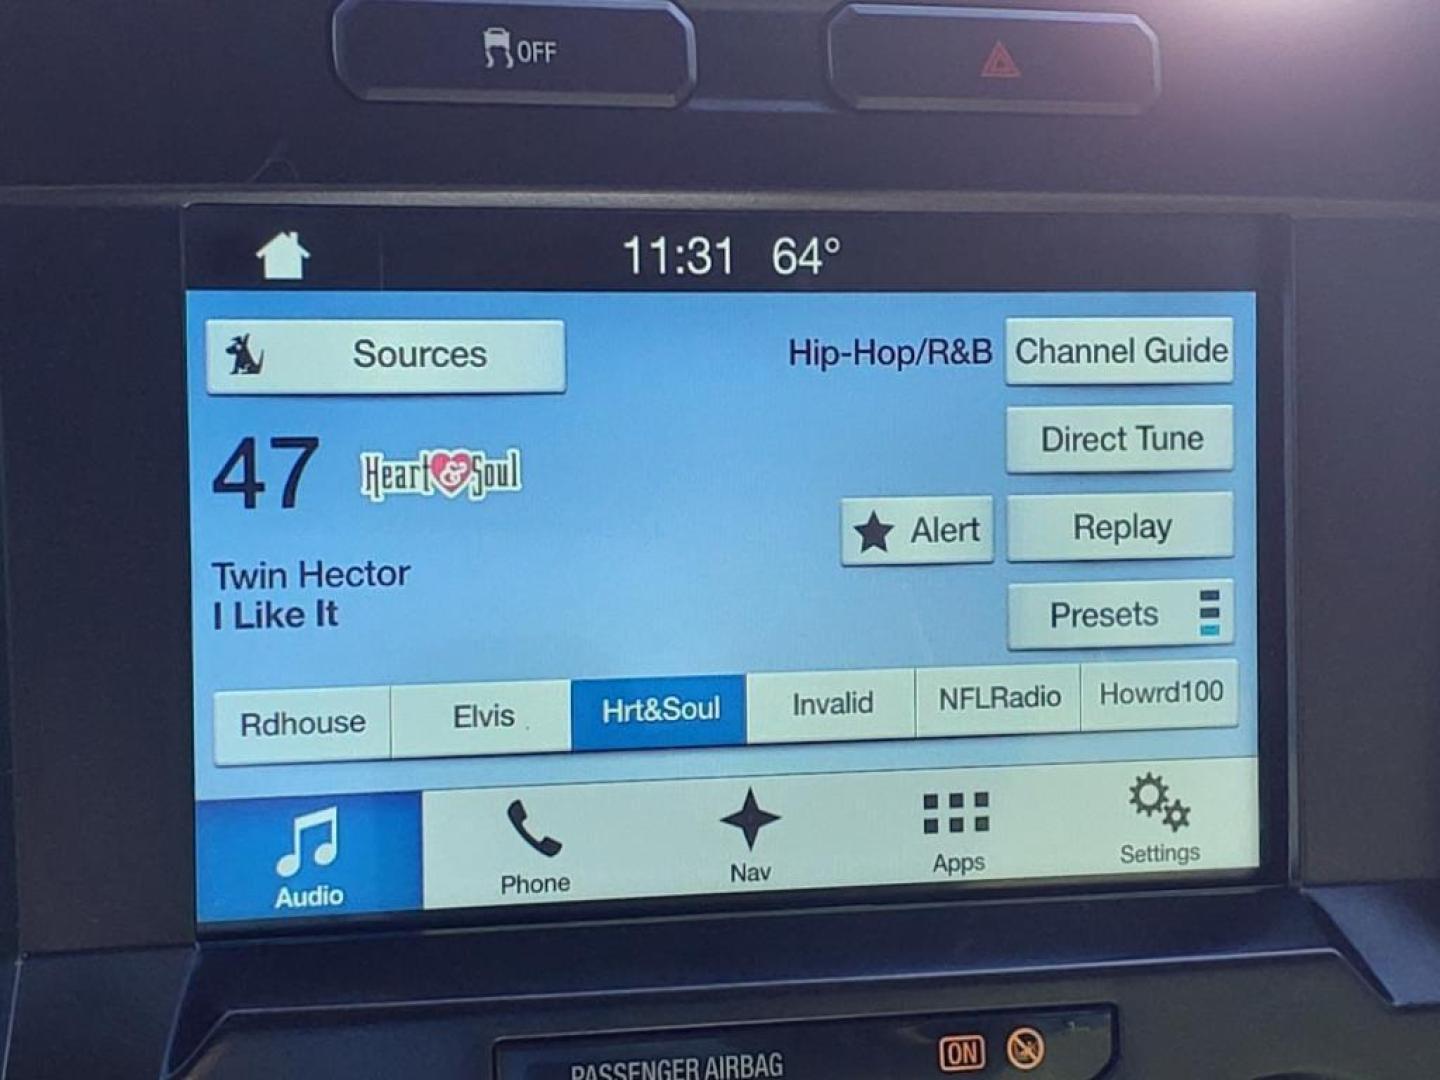 OFF
11:31 64°
Sources
Hip-Hop/R&B
Channel Guide
47
Heart & Soul
Direct Tune
Alert
Replay
Twin Hector
I Like It
Presets
Rdhouse
Elvis
Hrt&Soul
Invalid
NFLRadio
Howrd100
Audio
Phone
Nav
Apps
Settings
PASSENGER AIRBAG
ON